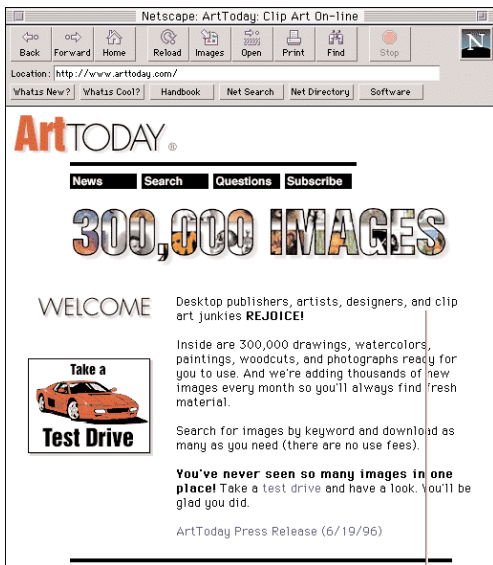 Netscape: ArtToday: Clip Art On-line
Back Forward Home Reload Images Open Print Find Stop N
Location: http://www.arttoday.com/
What's New? What's Cool? Handbook Net Search Net Directory Software
ArtTODAY®
News Search Questions Subscribe
300,000 IMAGES
WELCOME
Desktop publishers, artists, designers, and clip
art junkies REJOICE!
Inside are 300,000 drawings, watercolors,
paintings, woodcuts, and photographs ready for
you to use. And we're adding thousands of new
images every month so you'll always find fresh
material.
Take a
Test Drive
Search for images by keyword and download as
many as you need (there are no use fees).
You've never seen so many images in one
place! Take a test drive and have a look. You'll be
glad you did.
ArtToday Press Release (6/19/96)